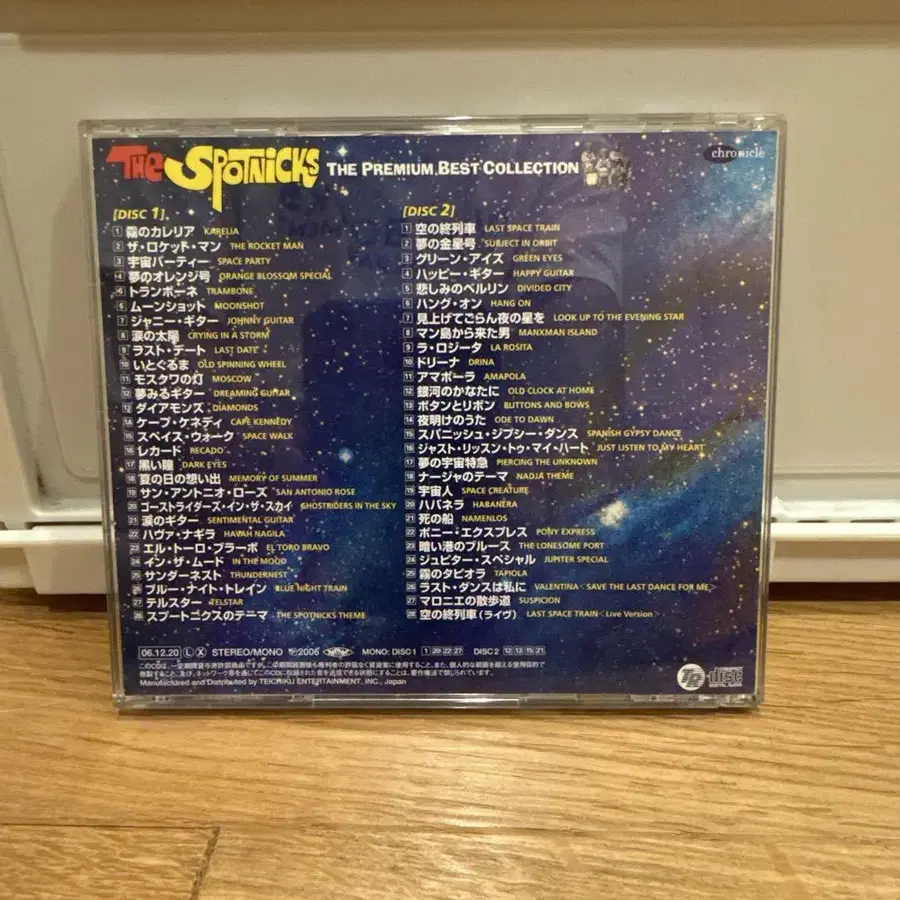 THE SPOTNICKS THE PREMIUM BEST COLLECTION
chronicle
[DISC 1]
1 霧のカレリア KARELIA
2 ザ・ロケット・マン THE ROCKET MAN
3 宇宙パーティー SPACE PARTY
4 夢のオレンジ号 ORANGE BLOSSOM SPECIAL
5 トランボーネ TRAMBONE
6 ムーンショット MOONSHOT
7 ジャニー・ギター JOHNNY GUITAR
8 涙の太陽 CRYING IN A STORM
9 ラスト・デート LAST DATE
10 いとぐるま OLD SPINNING WHEEL
11 モスクワの灯 MOSCOW
12 夢みるギター DREAMING GUITAR
13 ダイアモンズ DIAMONDS
14 ケープ・ケネディ CAPE KENNEDY
15 スペイス・ウォーク SPACE WALK
16 レカード RECADO
17 黒い瞳 DARK EYES
18 夏の日の想い出 MEMORY OF SUMMER
19 サン・アントニオ・ローズ SAN ANTONIO ROSE
20 ゴーストライダーズ・イン・ザ・スカイ GHOSTRIDERS IN THE SKY
21 涙のギター SENTIMENTAL GUITAR
22 ハヴァ・ナギラ HAVAH NAGILA
23 エル・トーロ・ブラーボ EL TORO BRAVO
24 イン・ザ・ムード IN THE MOOD
25 サンダーネスト THUNDERNEST
26 ブルー・ナイト・トレイン BLUE NIGHT TRAIN
27 テルスター TELSTAR
28 スプートニクスのテーマ THE SPOTNICKS THEME
[DISC 2]
1 空の終列車 LAST SPACE TRAIN
2 夢の金星号 SUBJECT IN ORBIT
3 グリーン・アイズ GREEN EYES
4 ハッピー・ギター HAPPY GUITAR
5 悲しみのベルリン DIVIDED CITY
6 ハング・オン HANG ON
7 見上げてごらん夜の星を LOOK UP TO THE EVENING STAR
8 マン島から来た男 MANXMAN ISLAND
9 ラ・ロジータ LA ROSITA
10 ドリーナ DRINA
11 アマポーラ AMAPOLA
12 銀河のかなたに OLD CLOCK AT HOME
13 ボタンとリボン BUTTONS AND BOWS
14 夜明けのうた ODE TO DAWN
15 スパニッシュ・ジプシー・ダンス SPANISH GYPSY DANCE
16 ジャスト・リッスン・トゥ・マイ・ハート JUST LISTEN TO MY HEART
17 夢の宇宙特急 PIERCING THE UNKNOWN
18 ナージャのテーマ NADJA THEME
19 宇宙人 SPACE CREATURE
20 ハバネラ HABANERA
21 死の船 NAMENLOS
22 ポニー・エクスプレス PONY EXPRESS
23 暗い港のブルース THE LONESOME PORT
24 ジュピター・スペシャル JUPITER SPECIAL
25 霧のタピオラ TAPIOLA
26 ラスト・ダンスは私に VALENTINA〜SAVE THE LAST DANCE FOR ME
27 マロニエの散歩道 SUSPICION
28 空の終列車(ライヴ) LAST SPACE TRAIN<Live Version>
06.12.20 L X STEREO/MONO ℗2006 MONO: DISC1 1 20 22 27 DISC2 12 13 15 21
Manufactured and Distributed by TEICHIKU ENTERTAINMENT, INC., Japan
disc
DIGITAL AUDIO